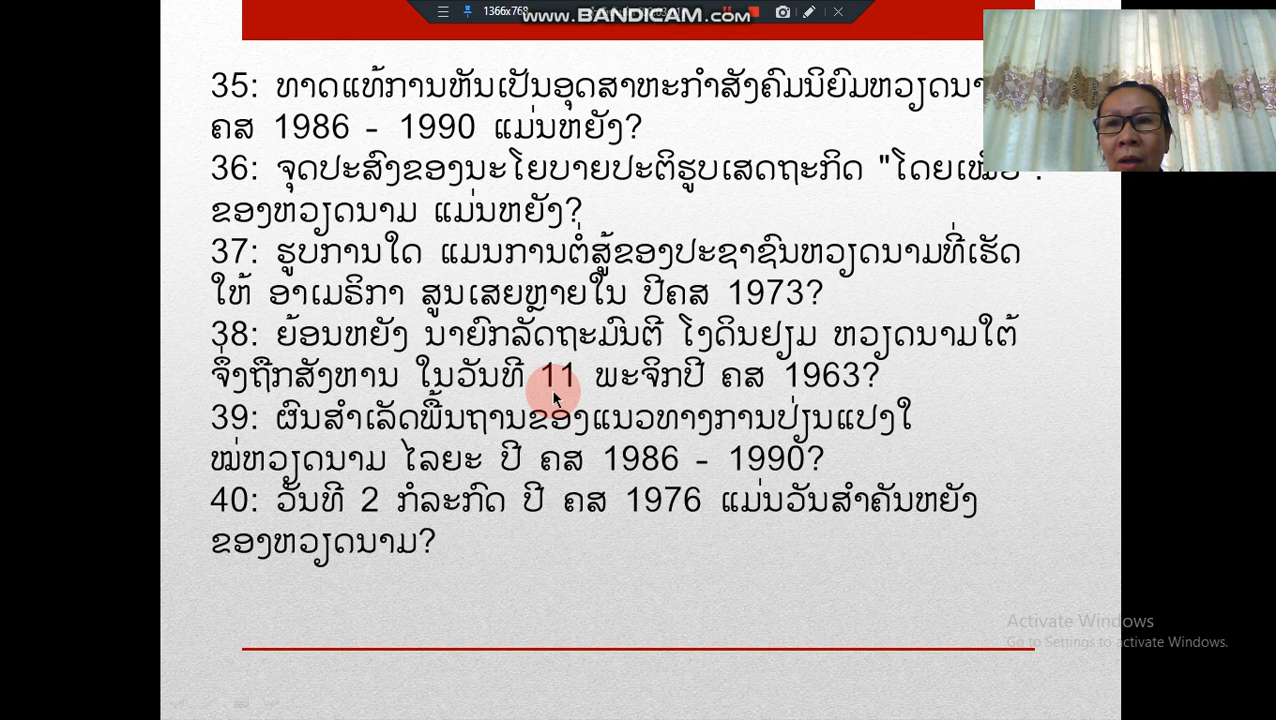 1366x768
www.BANDICAM.com
35: ທາດແທ້ການຫັນເປັນອຸດສາຫະກຳສັງຄົມນິຍົມຫວຽດນາ
ຄສ 1986 - 1990 ແມ່ນຫຍັງ?
36: ຈຸດປະສົງຂອງນະໂຍບາຍປະຕິຮູບເສດຖະກິດ "ໂດຍເໝີຍ".
ຂອງຫວຽດນາມ ແມ່ນຫຍັງ?
37: ຮູບການໃດ ແມນການຕໍ່ສູ້ຂອງປະຊາຊົນຫວຽດນາມທີ່ເຮັດ
ໃຫ້ ອາເມຣິກາ ສູນເສຍຫຼາຍໃນ ປີຄສ 1973?
38: ຍ້ອນຫຍັງ ນາຍົກລັດຖະມົນຕີ ໂງດິນຢຽມ ຫວຽດນາມໃຕ້
ຈຶ່ງຖືກສັງຫານ ໃນວັນທີ 11 ພະຈິກປີ ຄສ 1963?
39: ຜົນສຳເລັດພື້ນຖານຂອງແນວທາງການປ່ຽນແປງໃ
ໝ່ຫວຽດນາມ ໄລຍະ ປີ ຄສ 1986 - 1990?
40: ວັນທີ 2 ກໍລະກົດ ປີ ຄສ 1976 ແມ່ນວັນສຳຄັນຫຍັງ
ຂອງຫວຽດນາມ?
Activate Windows
Go to Settings to activate Windows.